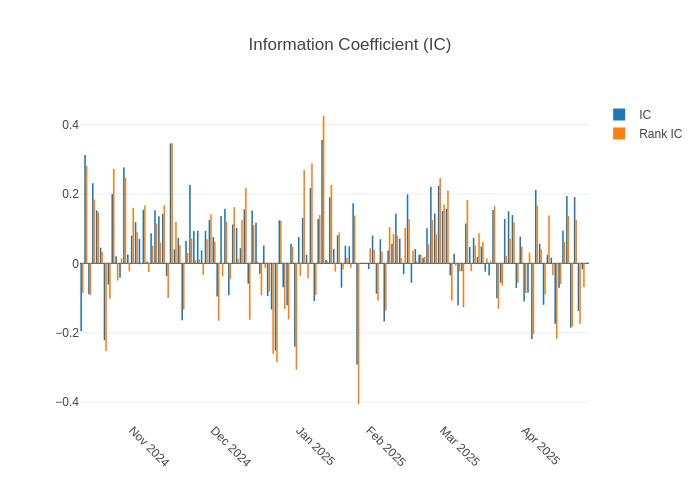 Information Coefficient (IC)
IC
Rank IC
0.4
0.2
0
−0.2
−0.4
Nov 2024
Dec 2024
Jan 2025
Feb 2025
Mar 2025
Apr 2025